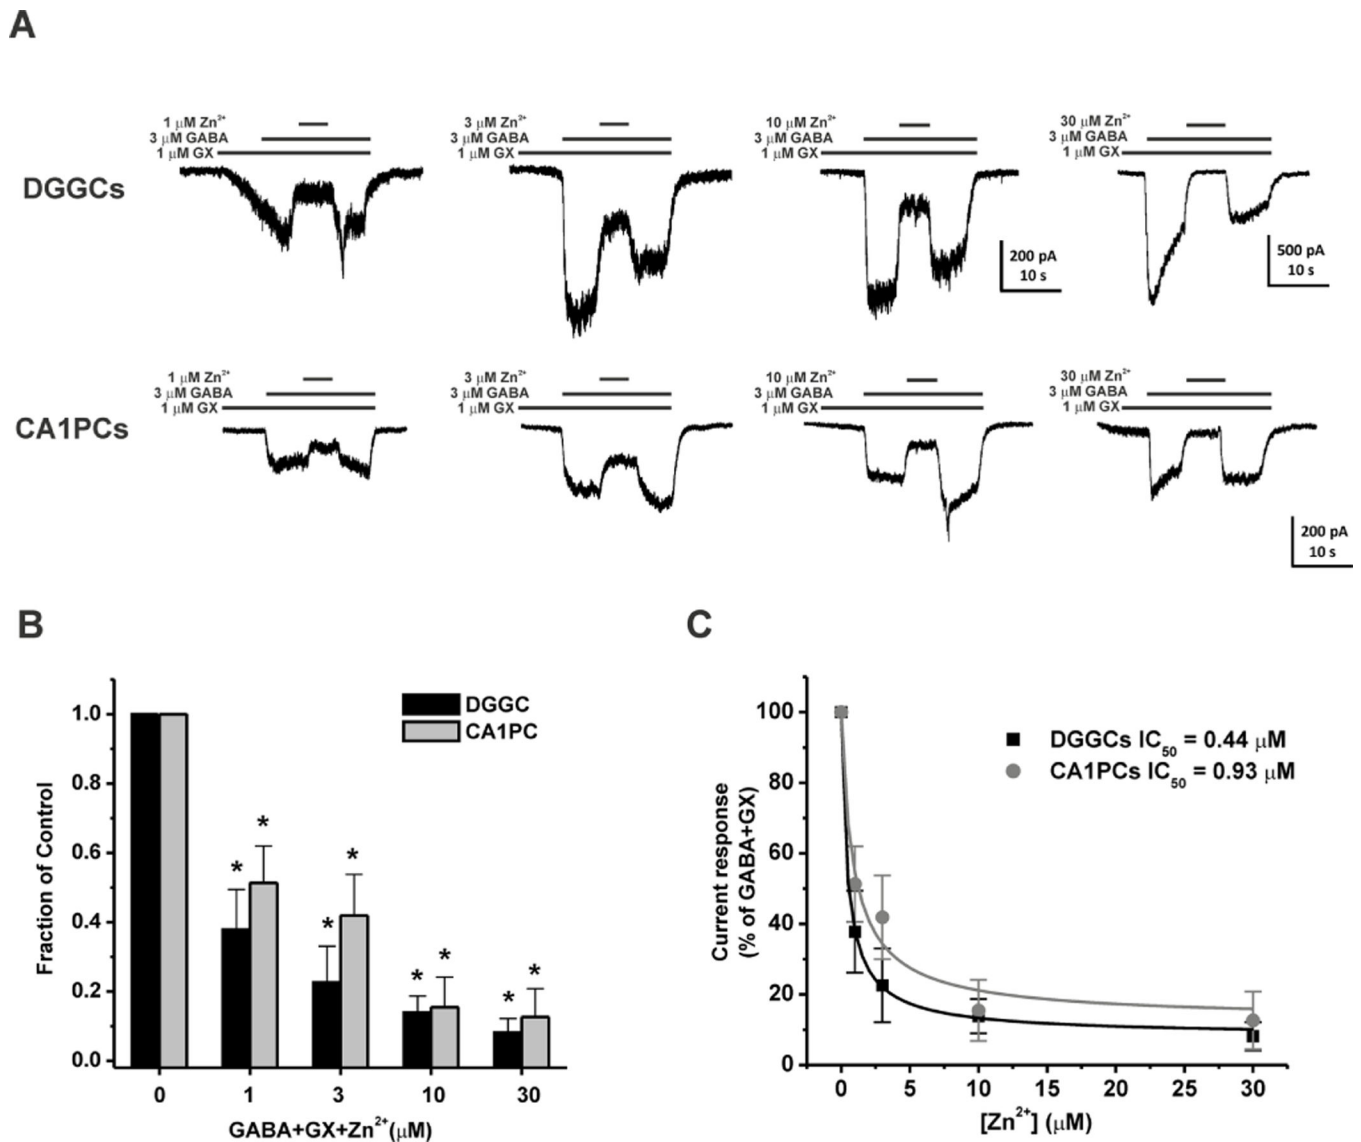 A
1 μM Zn²⁺
3 μM GABA
1 μM GX
3 μM Zn²⁺
3 μM GABA
1 μM GX
10 μM Zn²⁺
3 μM GABA
1 μM GX
30 μM Zn²⁺
3 μM GABA
1 μM GX
DGGCs
200 pA
10 s
500 pA
10 s
1 μM Zn²⁺
3 μM GABA
1 μM GX
3 μM Zn²⁺
3 μM GABA
1 μM GX
10 μM Zn²⁺
3 μM GABA
1 μM GX
30 μM Zn²⁺
3 μM GABA
1 μM GX
CA1PCs
200 pA
10 s
B
Fraction of Control
1.0
0.8
0.6
0.4
0.2
0.0
DGGC
CA1PC
* * * * * * * *
0 1 3 10 30
GABA+GX+Zn²⁺(μM)
C
Current response
(% of GABA+GX)
100
80
60
40
20
0
DGGCs IC₅₀ = 0.44 μM
CA1PCs IC₅₀ = 0.93 μM
0 5 10 15 20 25 30
[Zn²⁺] (μM)